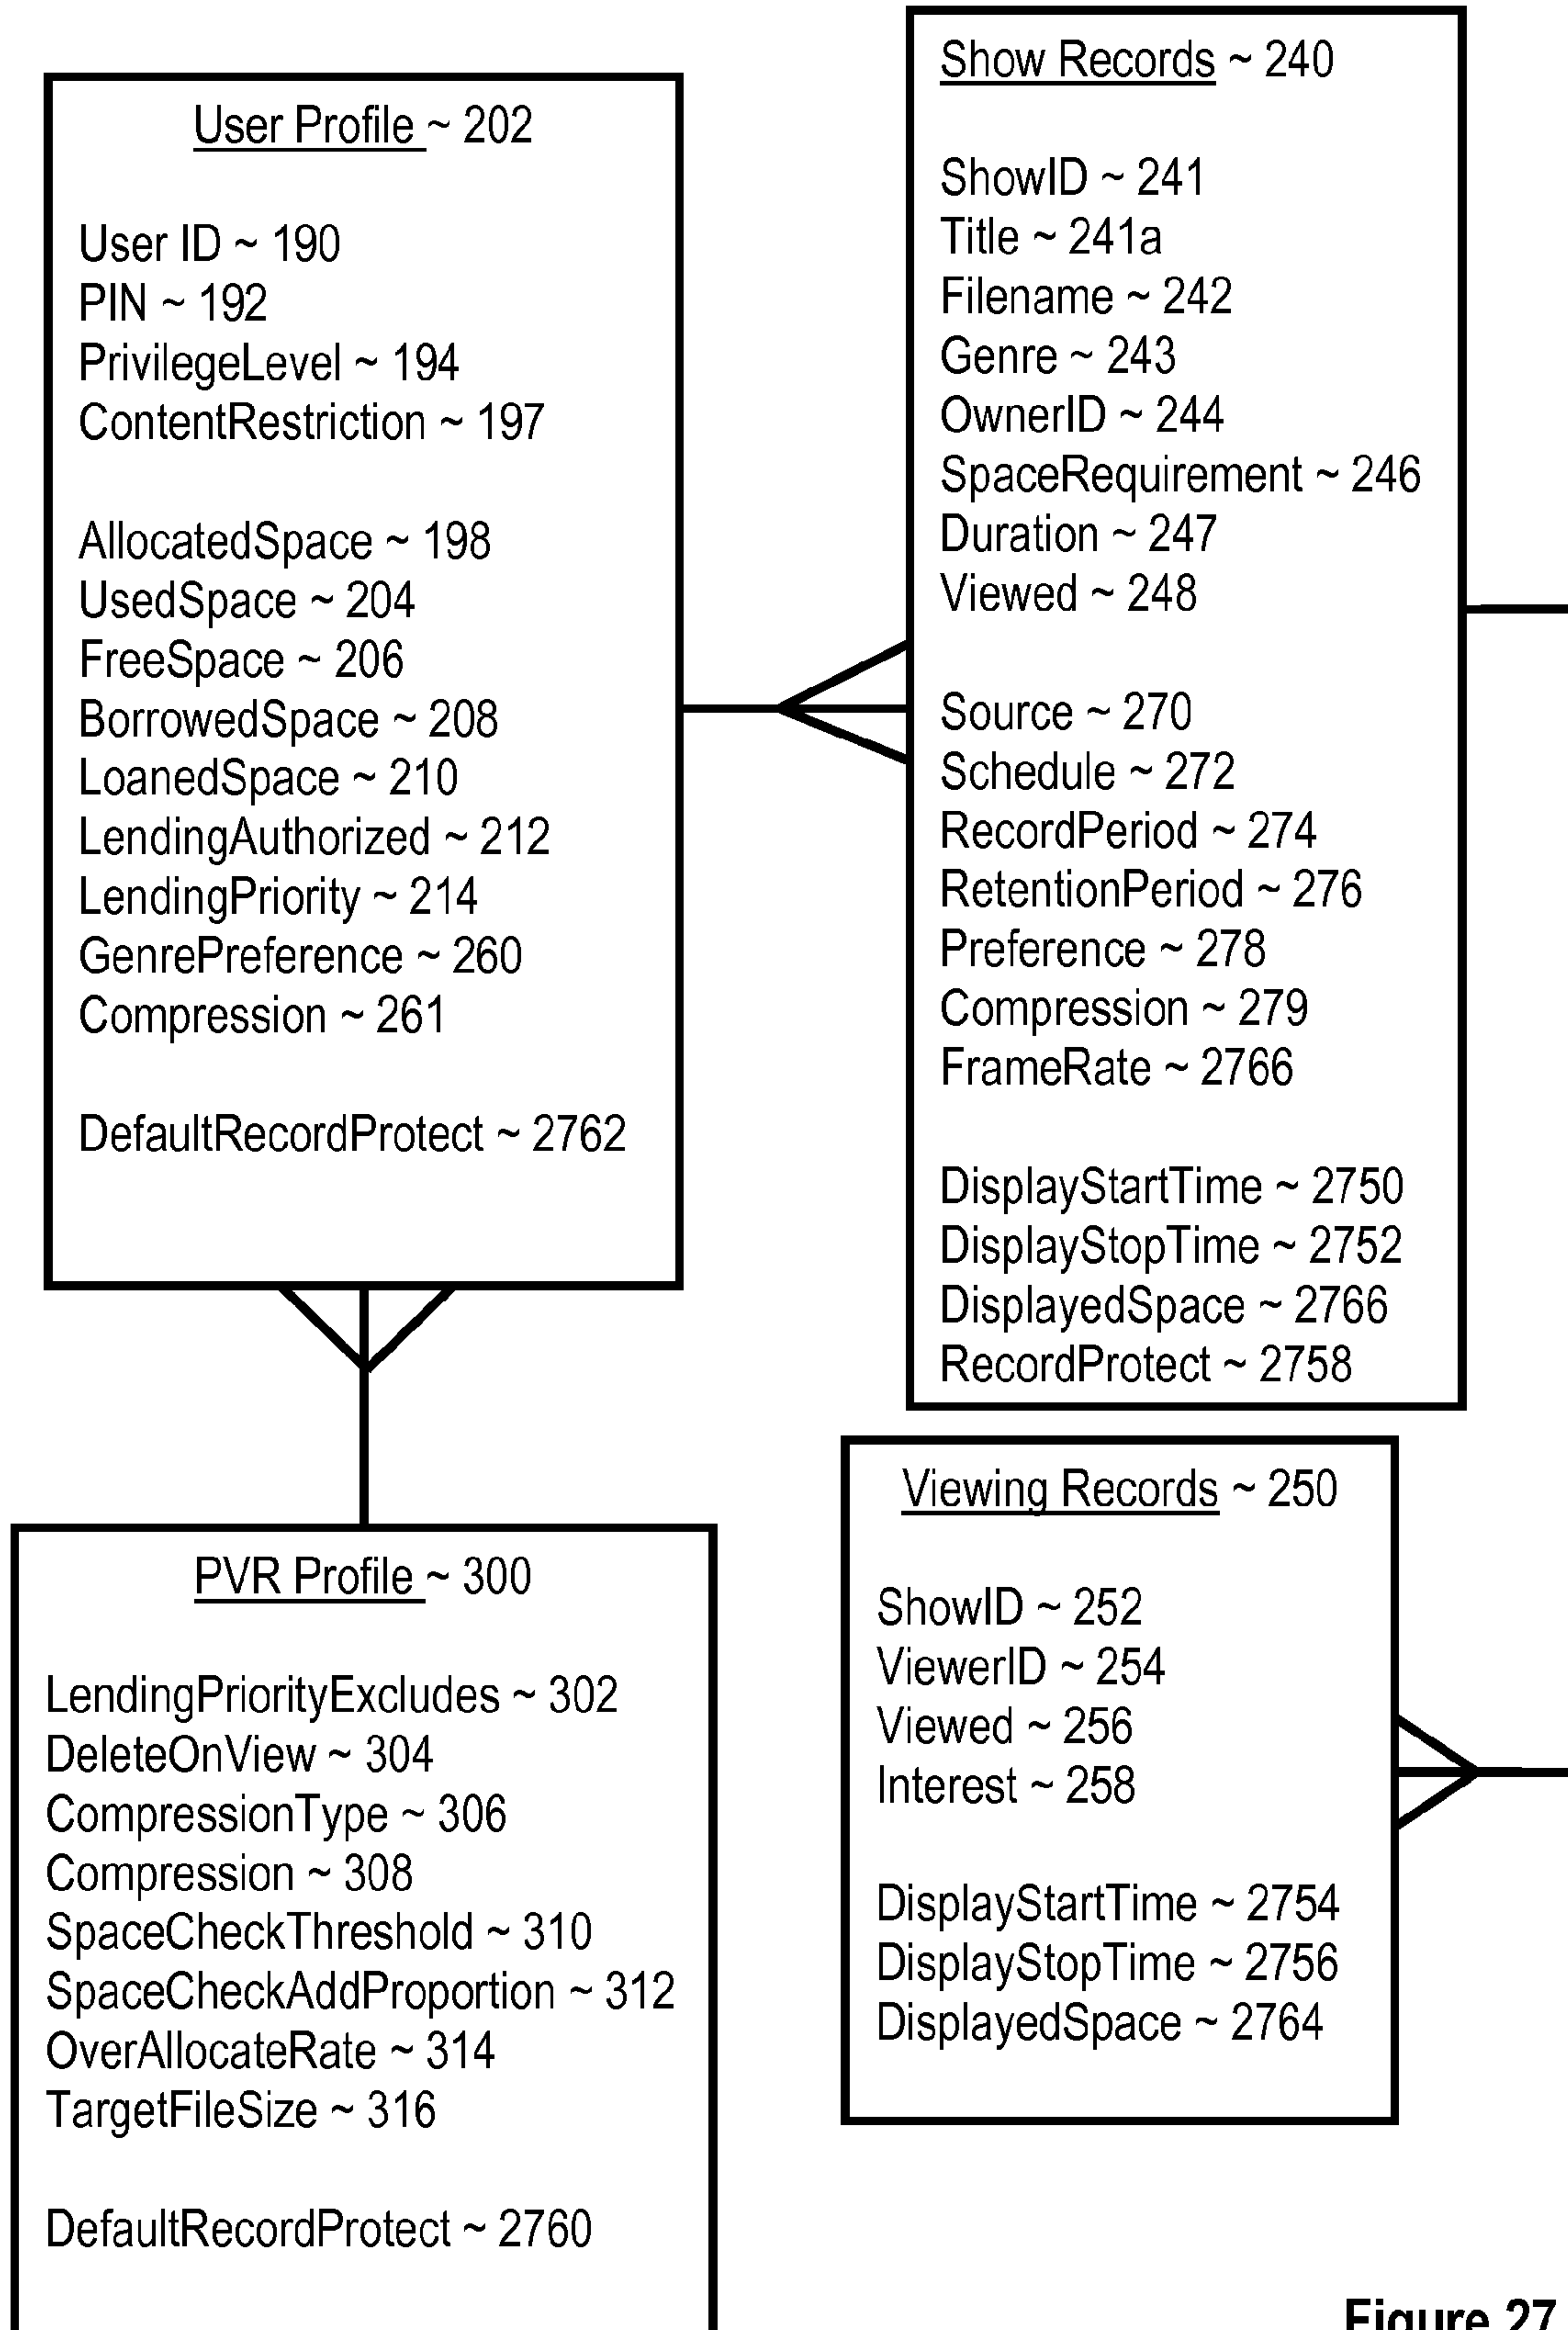 User Profile ~ 202
User ID ~ 190
PIN ~ 192
PrivilegeLevel ~ 194
ContentRestriction ~ 197
AllocatedSpace ~ 198
UsedSpace ~ 204
FreeSpace ~ 206
BorrowedSpace ~ 208
LoanedSpace ~ 210
LendingAuthorized ~ 212
LendingPriority ~ 214
GenrePreference ~ 260
Compression ~ 261
DefaultRecordProtect ~ 2762
Show Records ~ 240
ShowID ~ 241
Title ~ 241a
Filename ~ 242
Genre ~ 243
OwnerID ~ 244
SpaceRequirement ~ 246
Duration ~ 247
Viewed ~ 248
Source ~ 270
Schedule ~ 272
RecordPeriod ~ 274
RetentionPeriod ~ 276
Preference ~ 278
Compression ~ 279
FrameRate ~ 2766
DisplayStartTime ~ 2750
DisplayStopTime ~ 2752
DisplayedSpace ~ 2766
RecordProtect ~ 2758
PVR Profile ~ 300
LendingPriorityExcludes ~ 302
DeleteOnView ~ 304
CompressionType ~ 306
Compression ~ 308
SpaceCheckThreshold ~ 310
SpaceCheckAddProportion ~ 312
OverAllocateRate ~ 314
TargetFileSize ~ 316
DefaultRecordProtect ~ 2760
Viewing Records ~ 250
ShowID ~ 252
ViewerID ~ 254
Viewed ~ 256
Interest ~ 258
DisplayStartTime ~ 2754
DisplayStopTime ~ 2756
DisplayedSpace ~ 2764
Figure 27